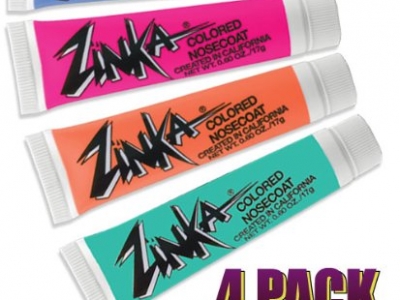 ZINKA®
COLORED
NOSECOAT
CREATED IN CALIFORNIA
NET WT. 0.60 OZ./17g
ZINKA®
COLORED
NOSECOAT
CREATED IN CALIFORNIA
NET WT. 0.60 OZ./17g
ZINKA®
COLORED
NOSECOAT
CREATED IN CALIFORNIA
NET WT. 0.60 OZ./17g
4 PACK